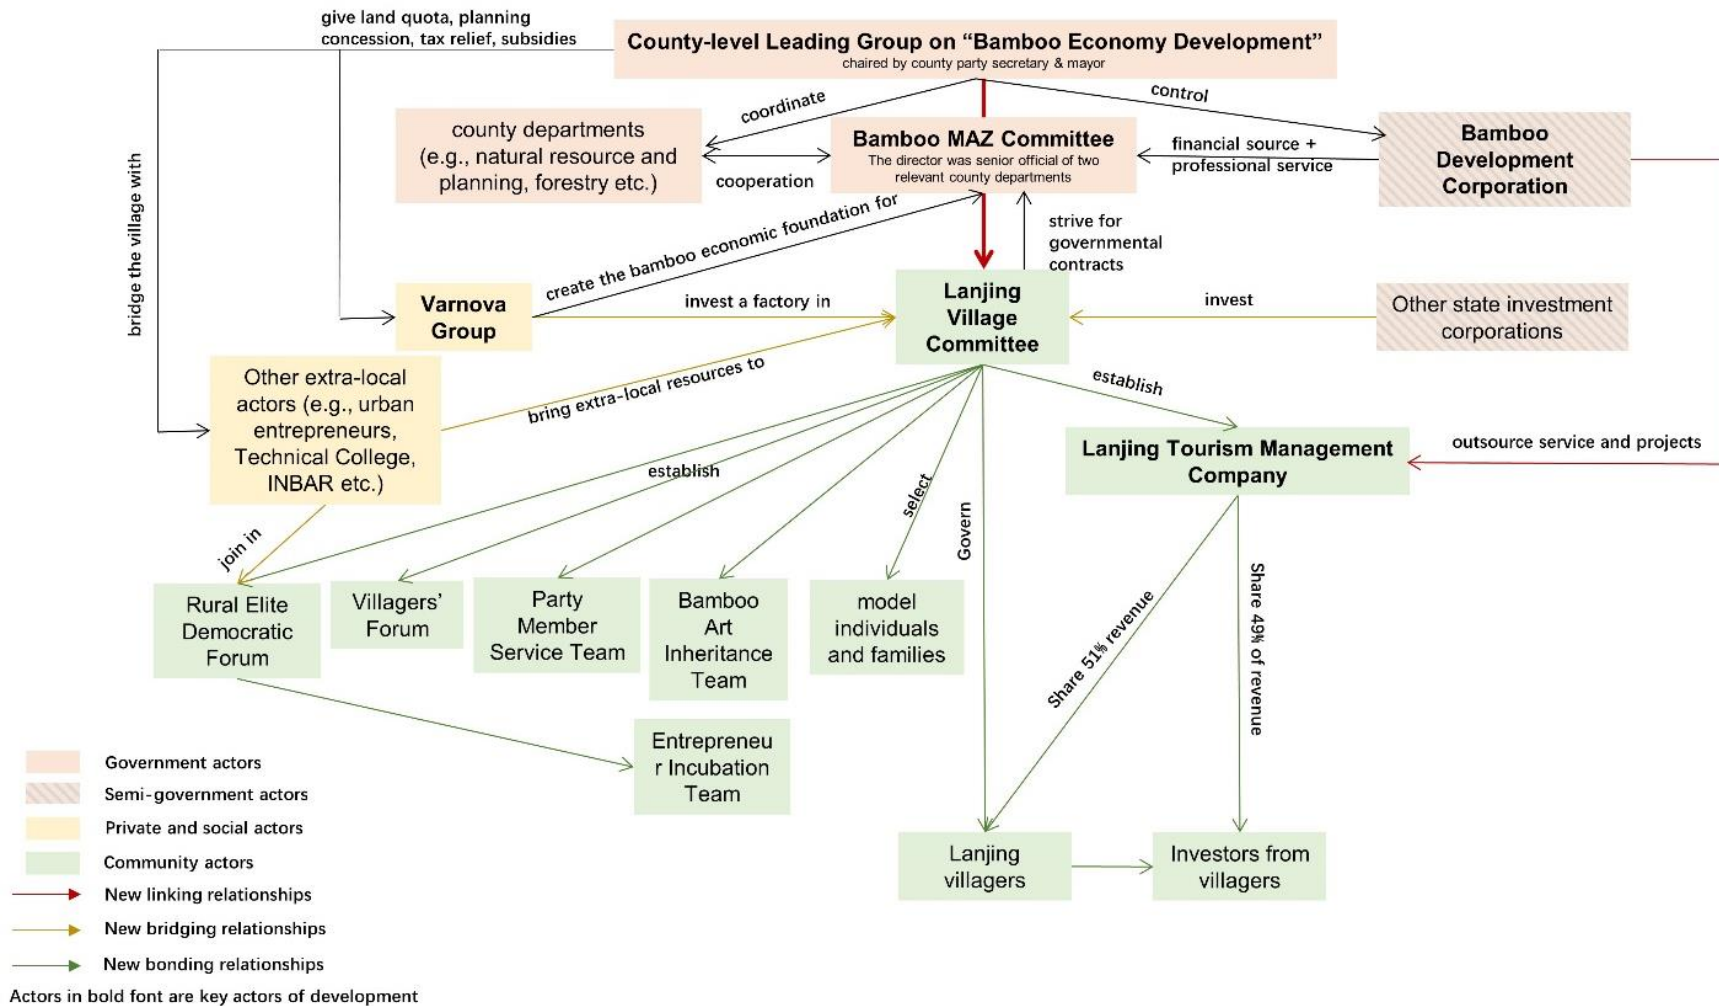 give land quota, planning
concession, tax relief, subsidies
County-level Leading Group on “Bamboo Economy Development”
chaired by county party secretary & mayor
coordinate
control
county departments
(e.g., natural resource and
planning, forestry etc.)
cooperation
Bamboo MAZ Committee
The director was senior official of two
relevant county departments
financial source +
professional service
Bamboo
Development
Corporation
bridge the village with
create the bamboo economic foundation for
strive for
governmental
contracts
Varnova
Group
invest a factory in
Lanjing
Village
Committee
invest
Other state investment
corporations
Other extra-local
actors (e.g., urban
entrepreneurs,
Technical College,
INBAR etc.)
bring extra-local resources to
establish
establish
select
Govern
Lanjing Tourism Management
Company
outsource service and projects
join in
Rural Elite
Democratic
Forum
Villagers’
Forum
Party
Member
Service Team
Bamboo
Art
Inheritance
Team
model
individuals
and families
Share 51% revenue
Share 49% of revenue
Entrepreneu
r Incubation
Team
Lanjing
villagers
Investors from
villagers
Government actors
Semi-government actors
Private and social actors
Community actors
New linking relationships
New bridging relationships
New bonding relationships
Actors in bold font are key actors of development